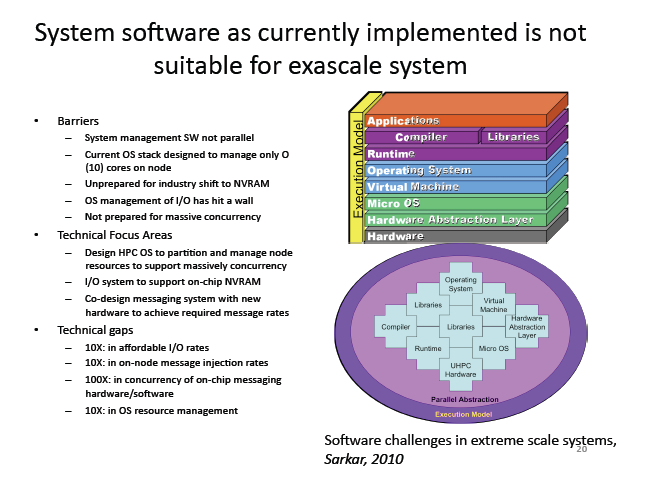 System software as currently implemented is not
suitable for exascale system
• Barriers
– System management SW not parallel
– Current OS stack designed to manage only O
(10) cores on node
– Unprepared for industry shift to NVRAM
– OS management of I/O has hit a wall
– Not prepared for massive concurrency
• Technical Focus Areas
– Design HPC OS to partition and manage node
resources to support massively concurrency
– I/O system to support on-chip NVRAM
– Co-design messaging system with new
hardware to achieve required message rates
• Technical gaps
– 10X: in affordable I/O rates
– 10X: in on-node message injection rates
– 100X: in concurrency of on-chip messaging
hardware/software
– 10X: in OS resource management
Execution Model
Applications
Compiler Libraries
Runtime
Operating System
Virtual Machine
Micro OS
Hardware Abstraction Layer
Hardware
Operating
System
Libraries
Virtual
Machine
Compiler
Libraries
Hardware
Abstraction
Layer
Runtime
Micro OS
UHPC
Hardware
Parallel Abstraction
Execution Model
Software challenges in extreme scale systems,
Sarkar, 2010
20